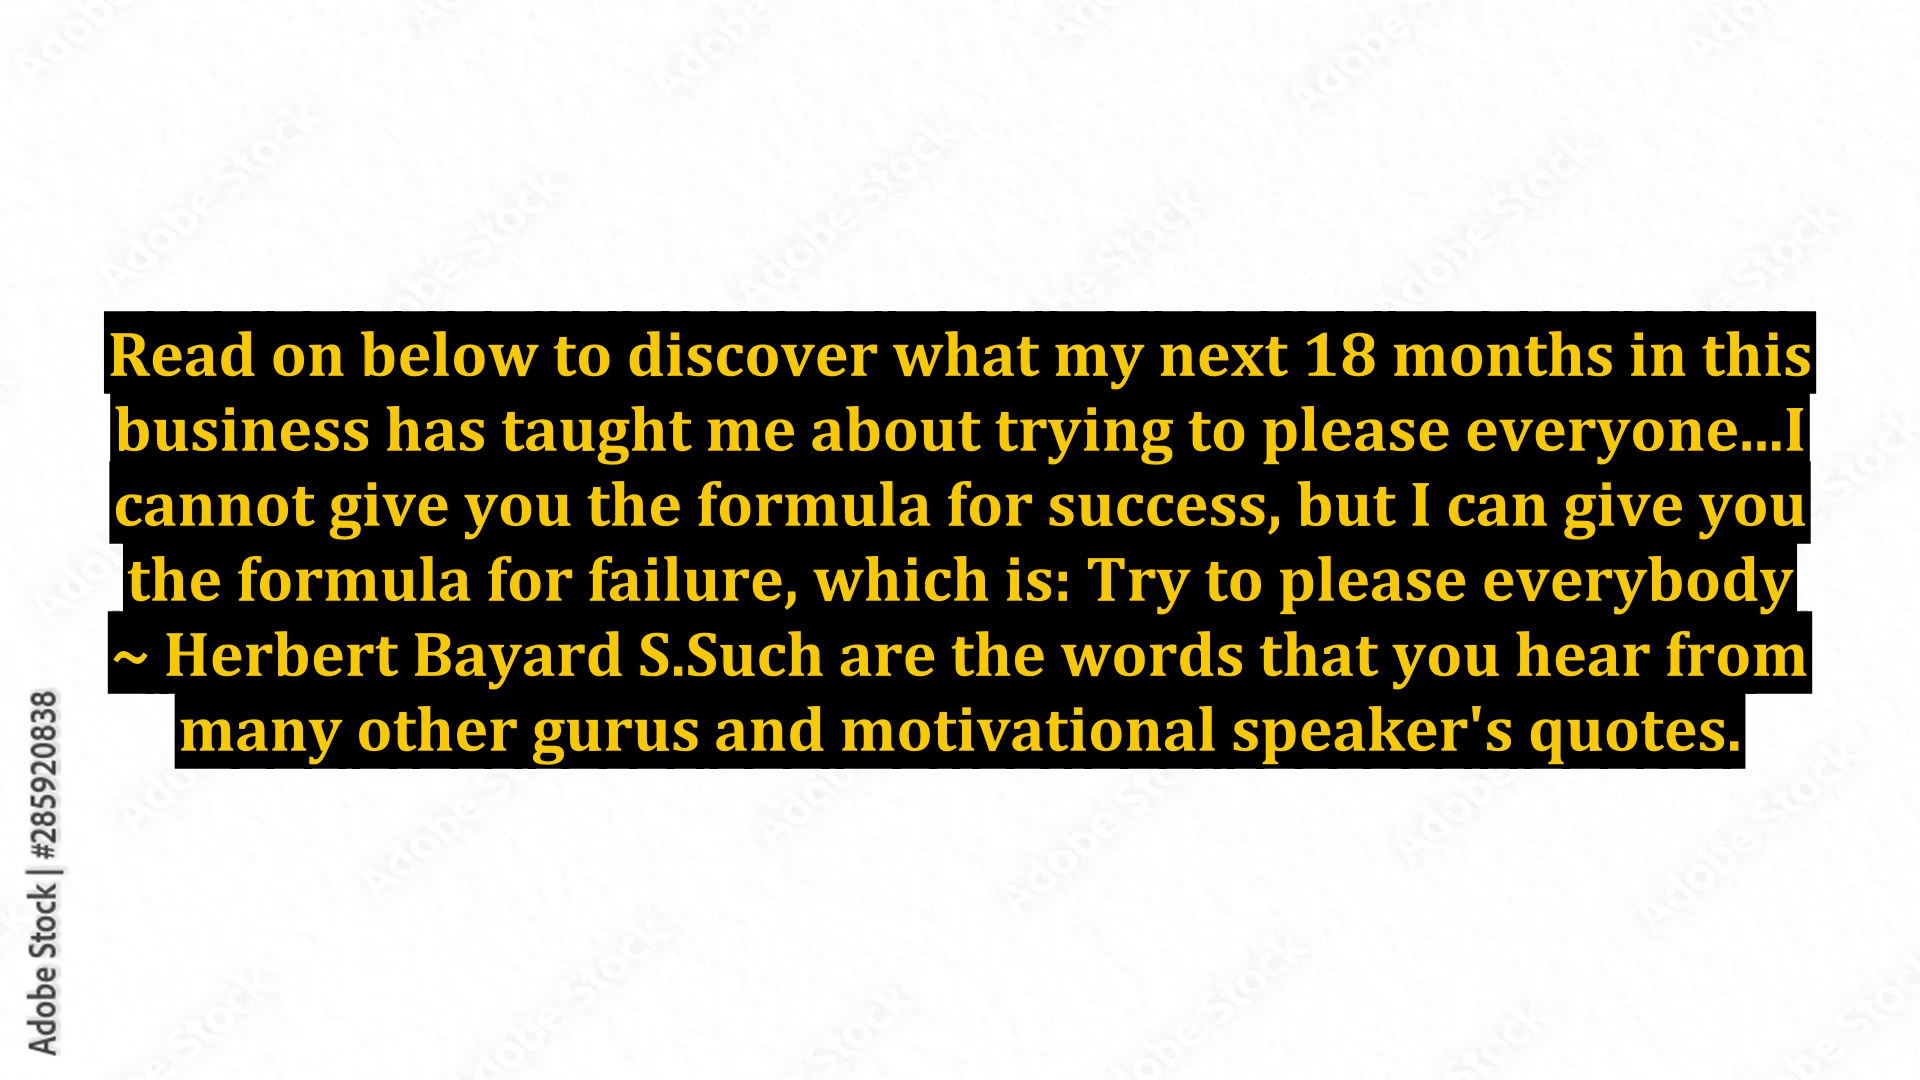 Read on below to discover what my next 18 months in this
business has taught me about trying to please everyone...I
cannot give you the formula for success, but I can give you
the formula for failure, which is: Try to please everybody
~ Herbert Bayard S.Such are the words that you hear from
many other gurus and motivational speaker's quotes.
Adobe Stock | #285920838